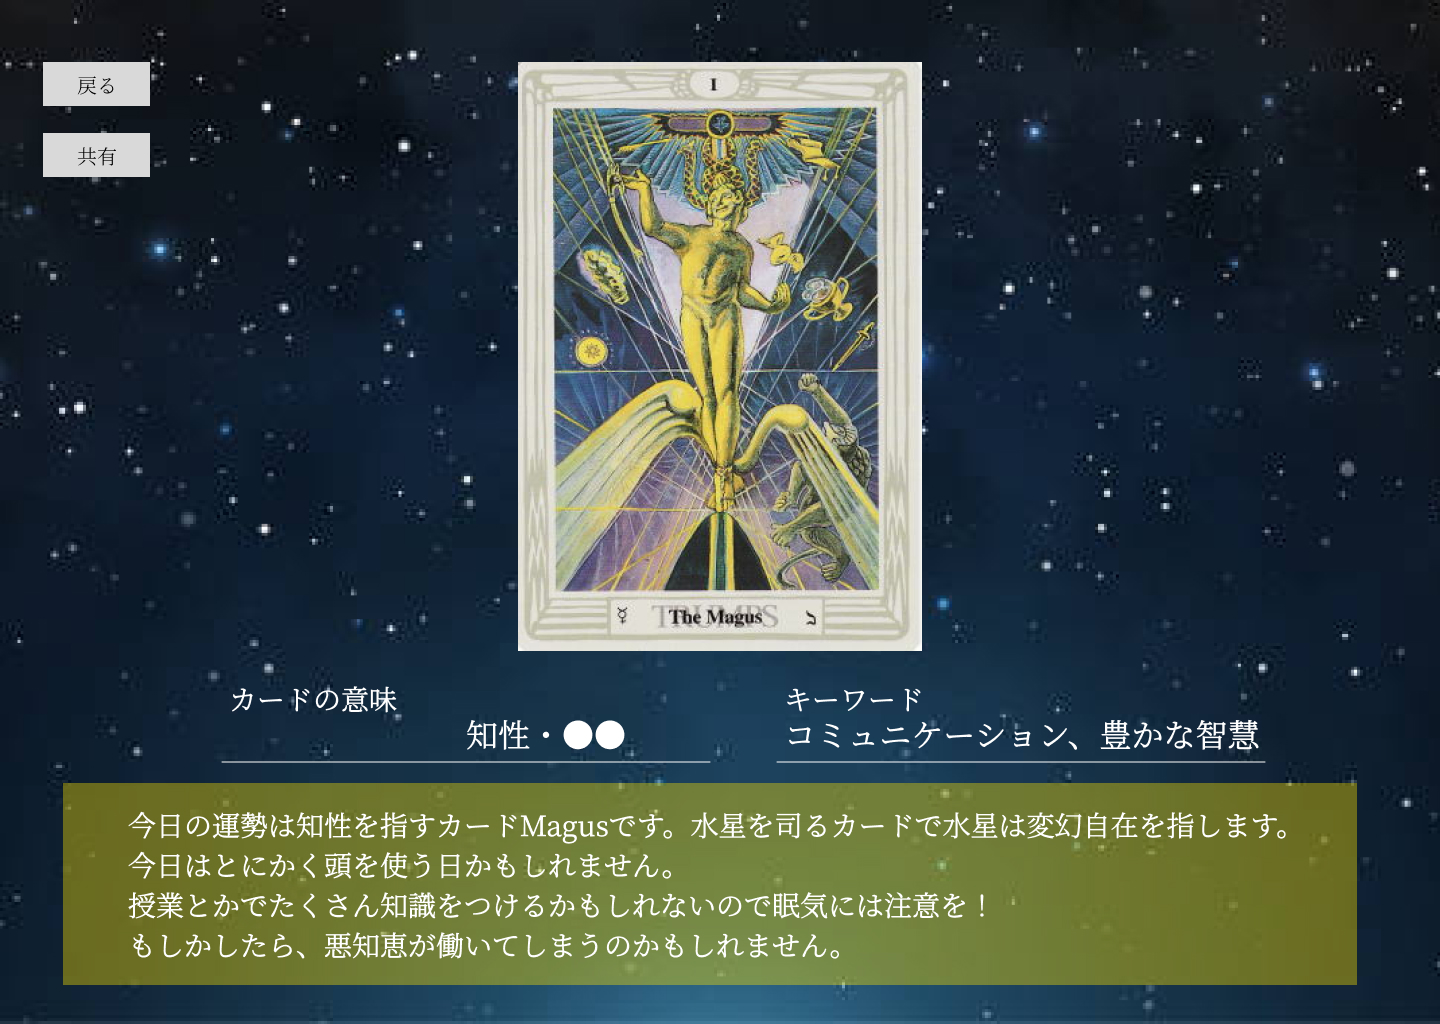 戻る
共有
I
TRUMPS
☿ The Magus
カードの意味
知性・●●
キーワード
コミュニケーション、豊かな智慧
今日の運勢は知性を指すカードMagusです。水星を司るカードで水星は変幻自在を指します。
今日はとにかく頭を使う日かもしれません。
授業とかでたくさん知識をつけるかもしれないので眠気には注意を！
もしかしたら、悪知恵が働いてしまうのかもしれません。